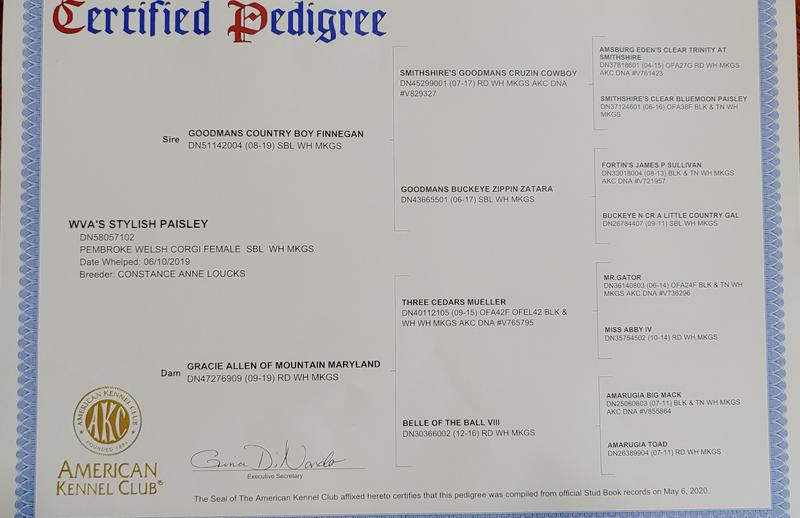 Certified Pedigree
AMSBURG EDEN'S CLEAR TRINITY AT
SMITHSHIRE
DN37818601 (04-15) OFA27G RD WH MKGS
AKC DNA #V761423
SMITHSHIRE'S GOODMANS CRUZIN COWBOY
DN45299001 (07-17) RD WH MKGS AKC DNA
#V829327
SMITHSHIRE'S CLEAR BLUEMOON PAISLEY
DN37124601 (06-16) OFA38F BLK & TN WH
MKGS
Sire
GOODMANS COUNTRY BOY FINNEGAN
DN51142004 (08-19) SBL WH MKGS
FORTIN'S JAMES P SULLIVAN
DN33018004 (08-13) BLK & TN WH MKGS
AKC DNA #V721957
GOODMANS BUCKEYE ZIPPIN ZATARA
DN43665501 (06-17) SBL WH MKGS
BUCKEYE N CR A LITTLE COUNTRY GAL
DN26784407 (09-11) SBL WH MKGS
WVA'S STYLISH PAISLEY
DN58057102
PEMBROKE WELSH CORGI FEMALE SBL WH MKGS
Date Whelped: 06/10/2019
Breeder: CONSTANCE ANNE LOUCKS
MR.GATOR
DN36140803 (06-14) OFA24F BLK & TN WH
MKGS AKC DNA #V736296
THREE CEDARS MUELLER
DN40112105 (09-15) OFA42F OFEL42 BLK &
WH WH MKGS AKC DNA #V765795
MISS ABBY IV
DN35754502 (10-14) RD WH MKGS
Dam
GRACIE ALLEN OF MOUNTAIN MARYLAND
DN47276909 (09-19) RD WH MKGS
AMARUGIA BIG MACK
DN25060603 (07-11) BLK & TN WH MKGS
AKC DNA #V855864
BELLE OF THE BALL VIII
DN30366002 (12-16) RD WH MKGS
AMARUGIA TOAD
DN26389904 (07-11) RD WH MKGS
AMERICAN KENNEL CLUB
AKC
FOUNDED 1884
AMERICAN
KENNEL CLUB®
Gina DiNardo
Executive Secretary
The Seal of The American Kennel Club affixed hereto certifies that this pedigree was compiled from official Stud Book records on May 6, 2020.